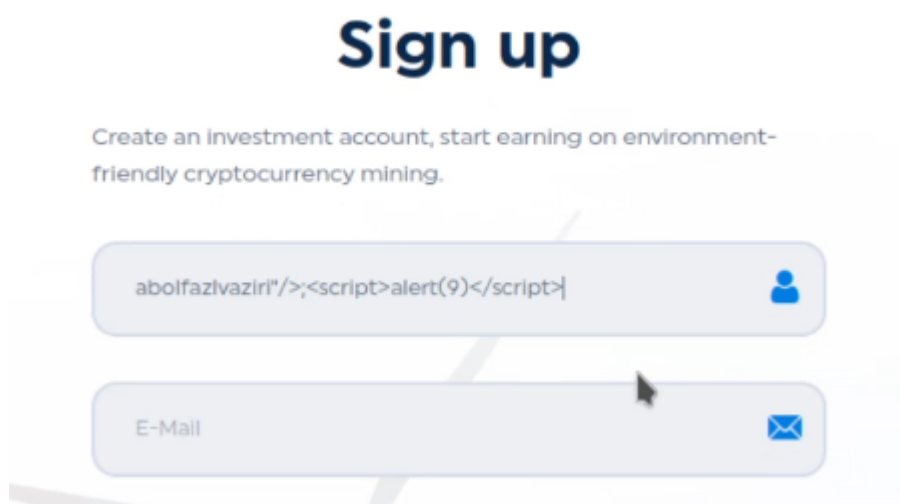 Sign up
Create an investment account, start earning on environment-
friendly cryptocurrency mining.
abolfazlvaziri"/>;<script>alert(9)</script>
E-Mail